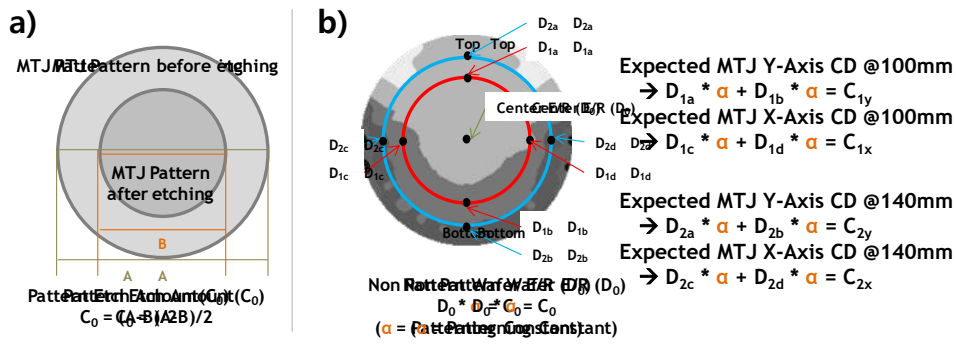 a)
MTJ Pattern before etching
MTJ Pattern
after etching
B
A A
Pattern Etch Amount (C₀)
C₀ = (A-B)/2
b)
D₂ₐ D₂ₐ
Top Top
D₁ₐ D₁ₐ
Center E/R (D₀)
D₂c D₂c
D₂d D₂d
D₁c D₁c
D₁d D₁d
D₁b D₁b
Bottom Bottom
D₂b D₂b
Non Pattern Wafer E/R (D₀)
D₀ * α = C₀
(α = Patterning Constant)
Expected MTJ Y-Axis CD @100mm
→ D₁ₐ * α + D₁b * α = C₁y
Expected MTJ X-Axis CD @100mm
→ D₁c * α + D₁d * α = C₁x
Expected MTJ Y-Axis CD @140mm
→ D₂ₐ * α + D₂b * α = C₂y
Expected MTJ X-Axis CD @140mm
→ D₂c * α + D₂d * α = C₂x